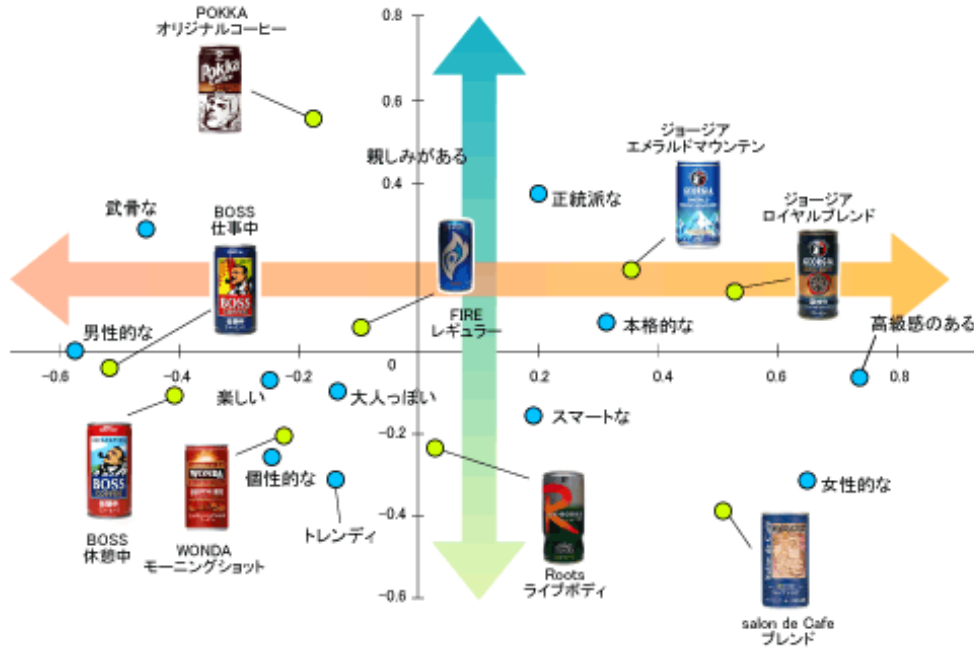 POKKA
オリジナルコーヒー
Pokka
0.8
0.6
ジョージア
エメラルドマウンテン
親しみがある
0.4
正統派な
ジョージア
ロイヤルブレンド
武骨な
BOSS
仕事中
GEORGIA
GEORGIA
BOSS
FIRE
レギュラー
男性的な
本格的な
高級感のある
-0.6
-0.4
-0.2
0
0.2
0.4
0.6
0.8
楽しい
大人っぽい
スマートな
-0.2
BOSS
WONDA
個性的な
女性的な
-0.4
R
トレンディ
BOSS
休憩中
WONDA
モーニングショット
Roots
ライブボディ
-0.6
salon de Cafe
ブレンド